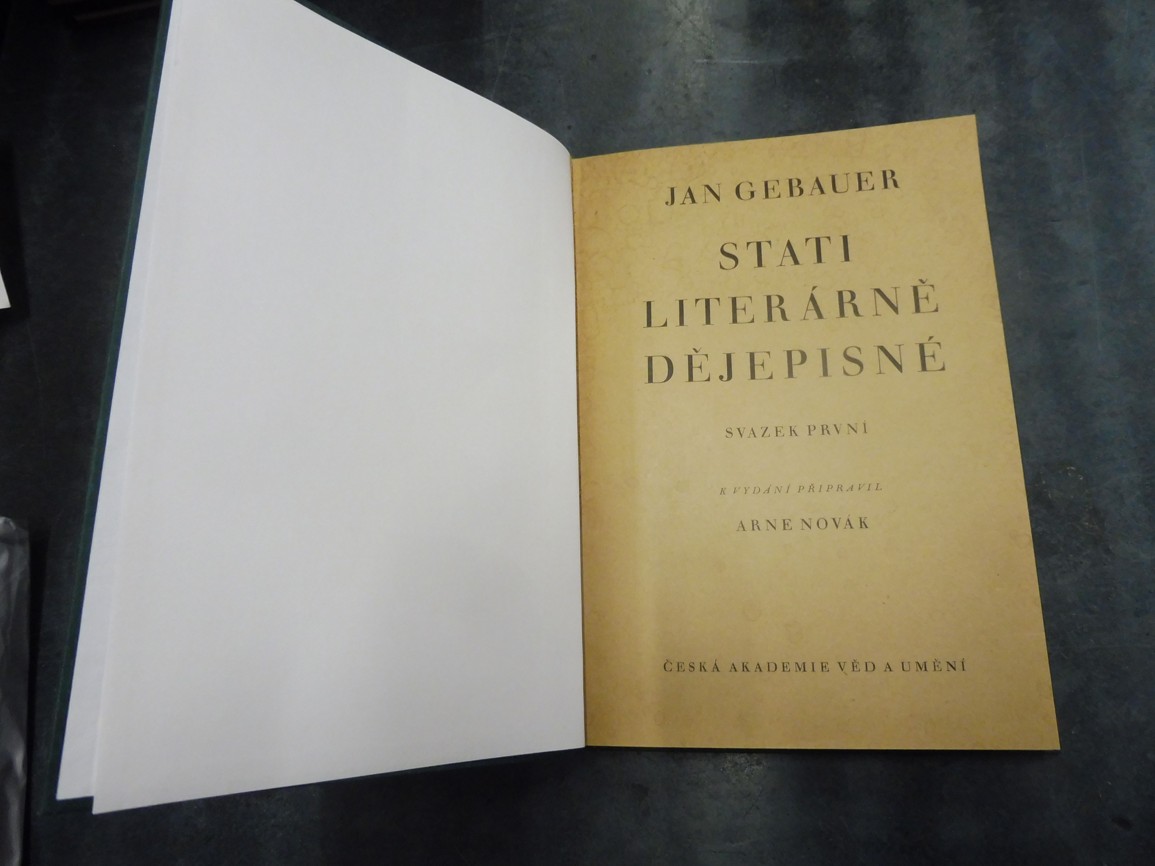 JAN GEBAUER
STATI
LITERÁRNĚ
DĚJEPISNÉ
SVAZEK PRVNÍ
K VYDÁNÍ PŘIPRAVIL
ARNE NOVÁK
ČESKÁ AKADEMIE VĚD A UMĚNÍ